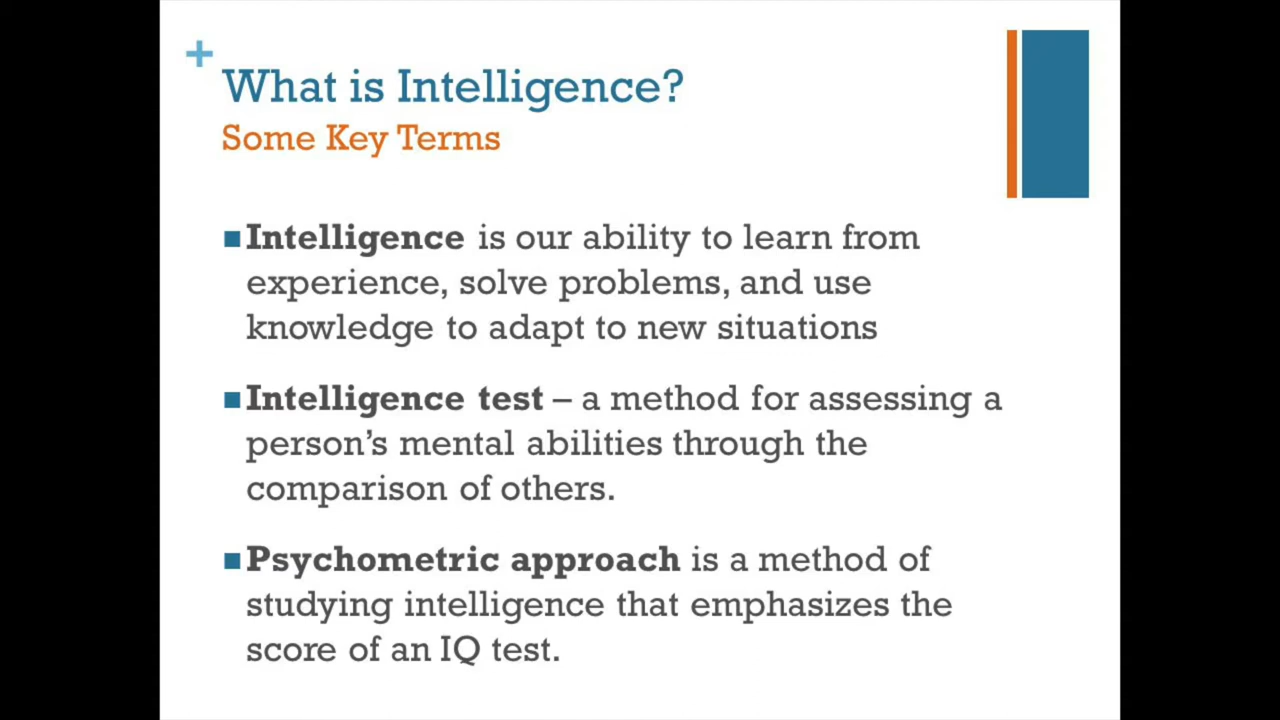 +
What is Intelligence?
Some Key Terms
■Intelligence is our ability to learn from
experience, solve problems, and use
knowledge to adapt to new situations
■Intelligence test – a method for assessing a
person’s mental abilities through the
comparison of others.
■Psychometric approach is a method of
studying intelligence that emphasizes the
score of an IQ test.